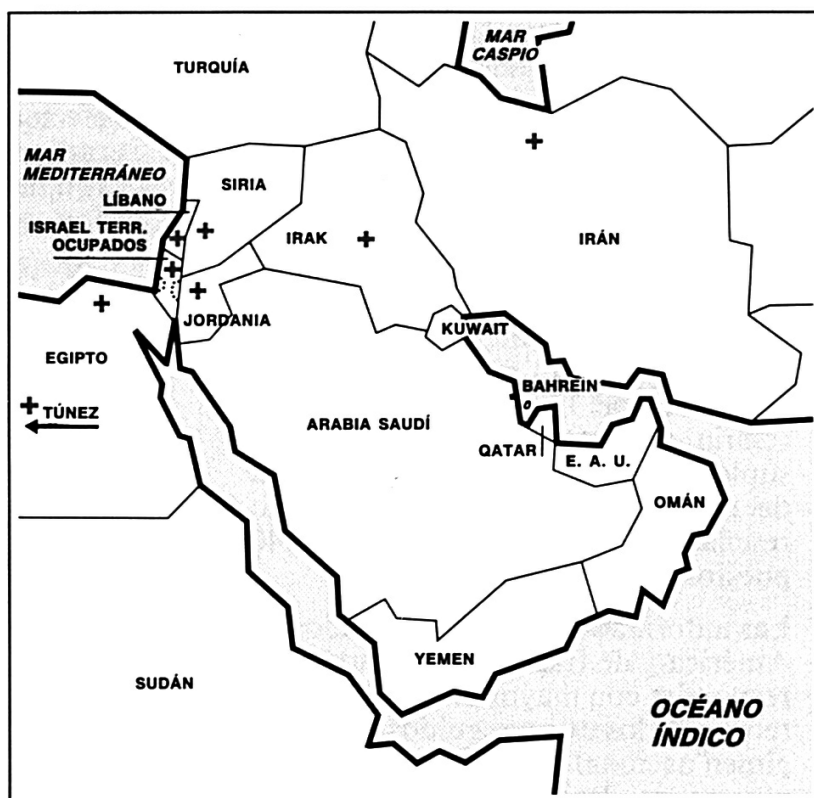 MAR
CASPIO
TURQUÍA
MAR
MEDITERRÁNEO
SIRIA
LÍBANO
ISRAEL TERR.
OCUPADOS
IRAK
IRÁN
JORDANIA
KUWAIT
EGIPTO
BAHREIN
TÚNEZ
ARABIA SAUDÍ
QATAR
E. A. U.
OMÁN
YEMEN
SUDÁN
OCÉANO
ÍNDICO